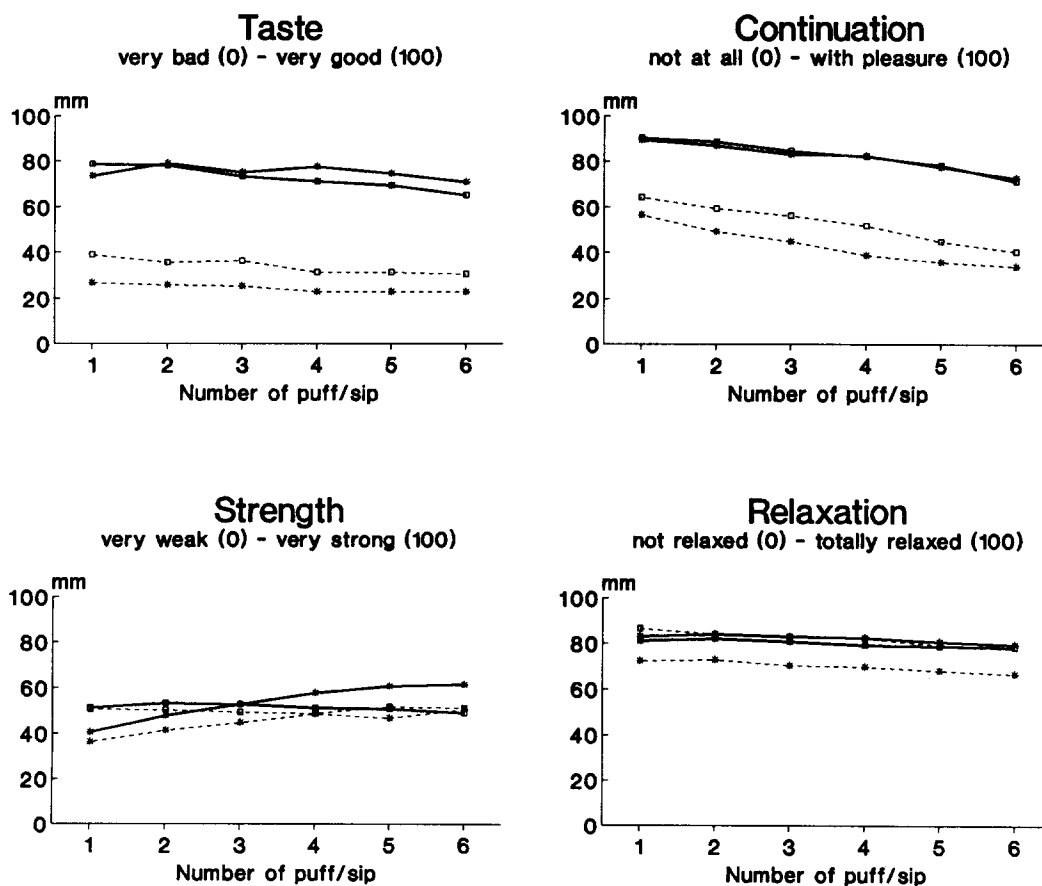 Taste
very bad (0) - very good (100)
mm
100
80
60
40
20
0
1 2 3 4 5 6
Number of puff/sip
Continuation
not at all (0) - with pleasure (100)
mm
100
80
60
40
20
0
1 2 3 4 5 6
Number of puff/sip
Strength
very weak (0) - very strong (100)
mm
100
80
60
40
20
0
1 2 3 4 5 6
Number of puff/sip
Relaxation
not relaxed (0) - totally relaxed (100)
mm
100
80
60
40
20
0
1 2 3 4 5 6
Number of puff/sip